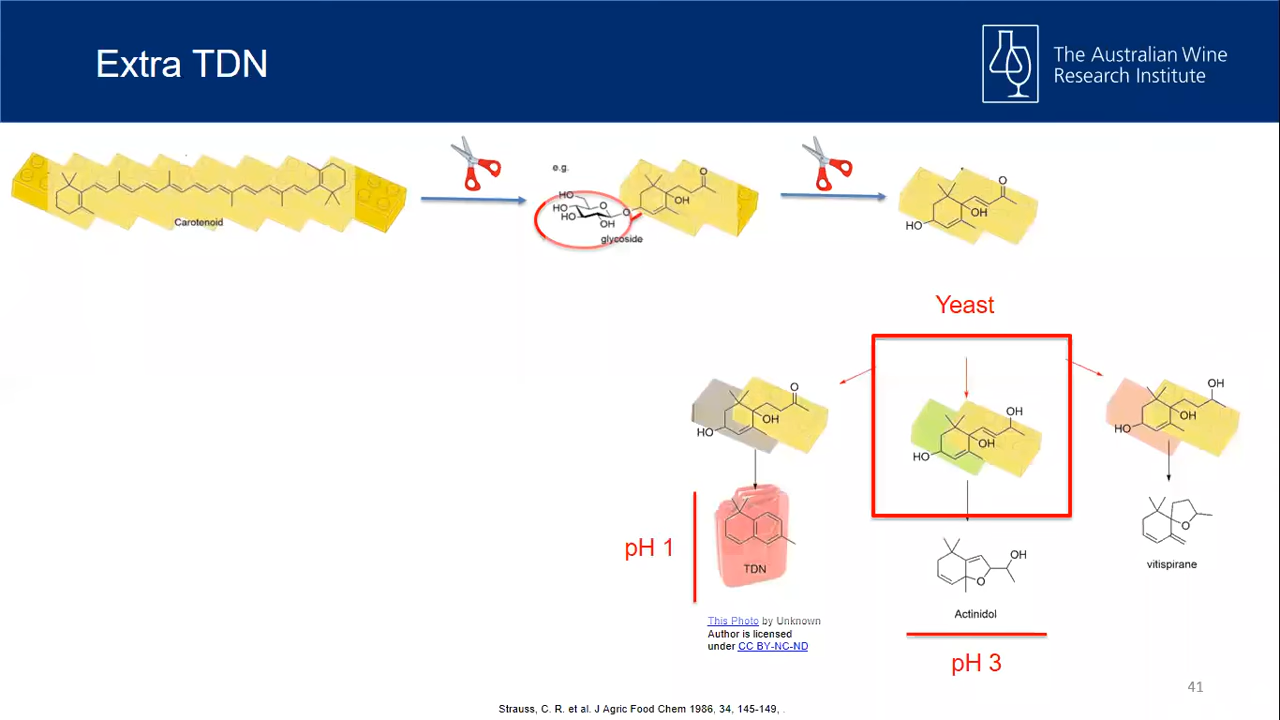 Extra TDN
The Australian Wine
Research Institute
Carotenoid
e.g.
HO
HO
HO
OH
O
O
glycoside
O
OH
O
OH
HO
Yeast
O
OH
HO
OH
OH
HO
OH
OH
HO
pH 1
TDN
O
OH
Actinidol
O
vitispirane
This Photo by Unknown
Author is licensed
under CC BY-NC-ND
pH 3
41
Strauss, C. R. et al. J Agric Food Chem 1986, 34, 145-149, .